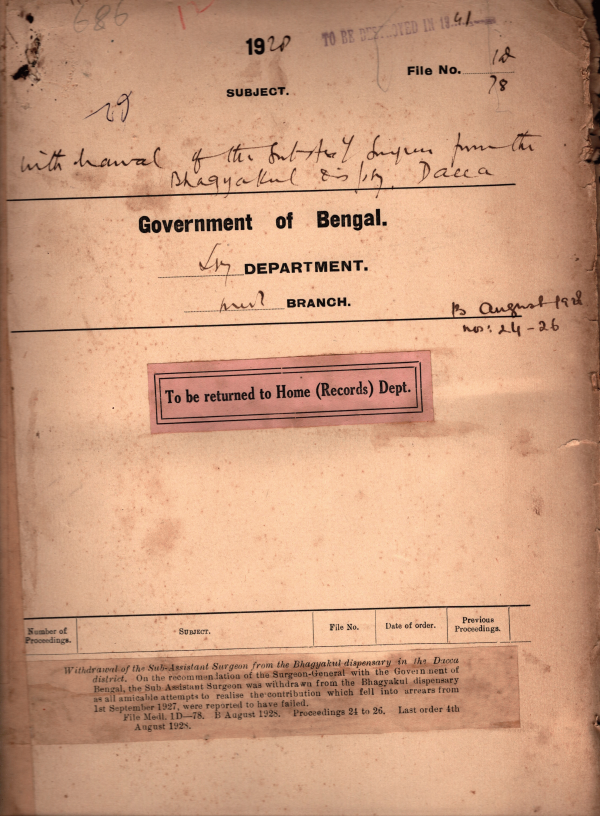 686
1928
TO BE DESTROYED IN 1941
File No. 1D
78
SUBJECT.
withdrawal of the Sub-Asst Surgeon from the
Bhagyakul dis/sy, Dacca
Government of Bengal.
DEPARTMENT.
Medl BRANCH.
B August 1928
nos: 24-26
To be returned to Home (Records) Dept.
Number of Proceedings. SUBJECT. File No. Date of order. Previous Proceedings.
Withdrawal of the Sub-Assistant Surgeon from the Bhagyakul dispensary in the Dacca
district. On the recommendation of the Surgeon-General with the Government of
Bengal, the Sub Assistant Surgeon was withdrawn from the Bhagyakul dispensary
as all amicable attempts to realise the contribution which fell into arrears from
1st September 1927, were reported to have failed.
File Medl. 1D—78. B August 1928. Proceedings 24 to 26. Last order 4th
August 1928.